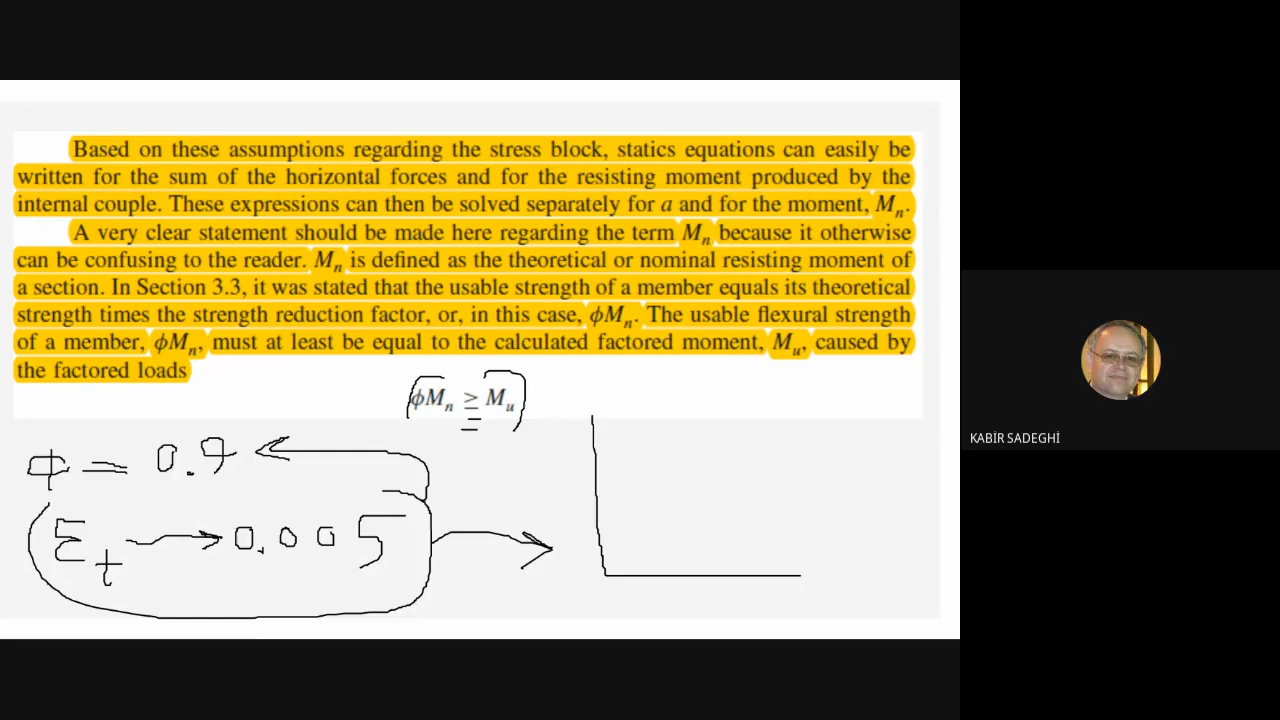 Based on these assumptions regarding the stress block, statics equations can easily be
written for the sum of the horizontal forces and for the resisting moment produced by the
internal couple. These expressions can then be solved separately for a and for the moment, Mn.
A very clear statement should be made here regarding the term Mn because it otherwise
can be confusing to the reader. Mn is defined as the theoretical or nominal resisting moment of
a section. In Section 3.3, it was stated that the usable strength of a member equals its theoretical
strength times the strength reduction factor, or, in this case, ϕMn. The usable flexural strength
of a member, ϕMn, must at least be equal to the calculated factored moment, Mu, caused by
the factored loads
ϕMn ≥ Mu
ϕ = 0.9
Et → 0.005
KABİR SADEGHİ